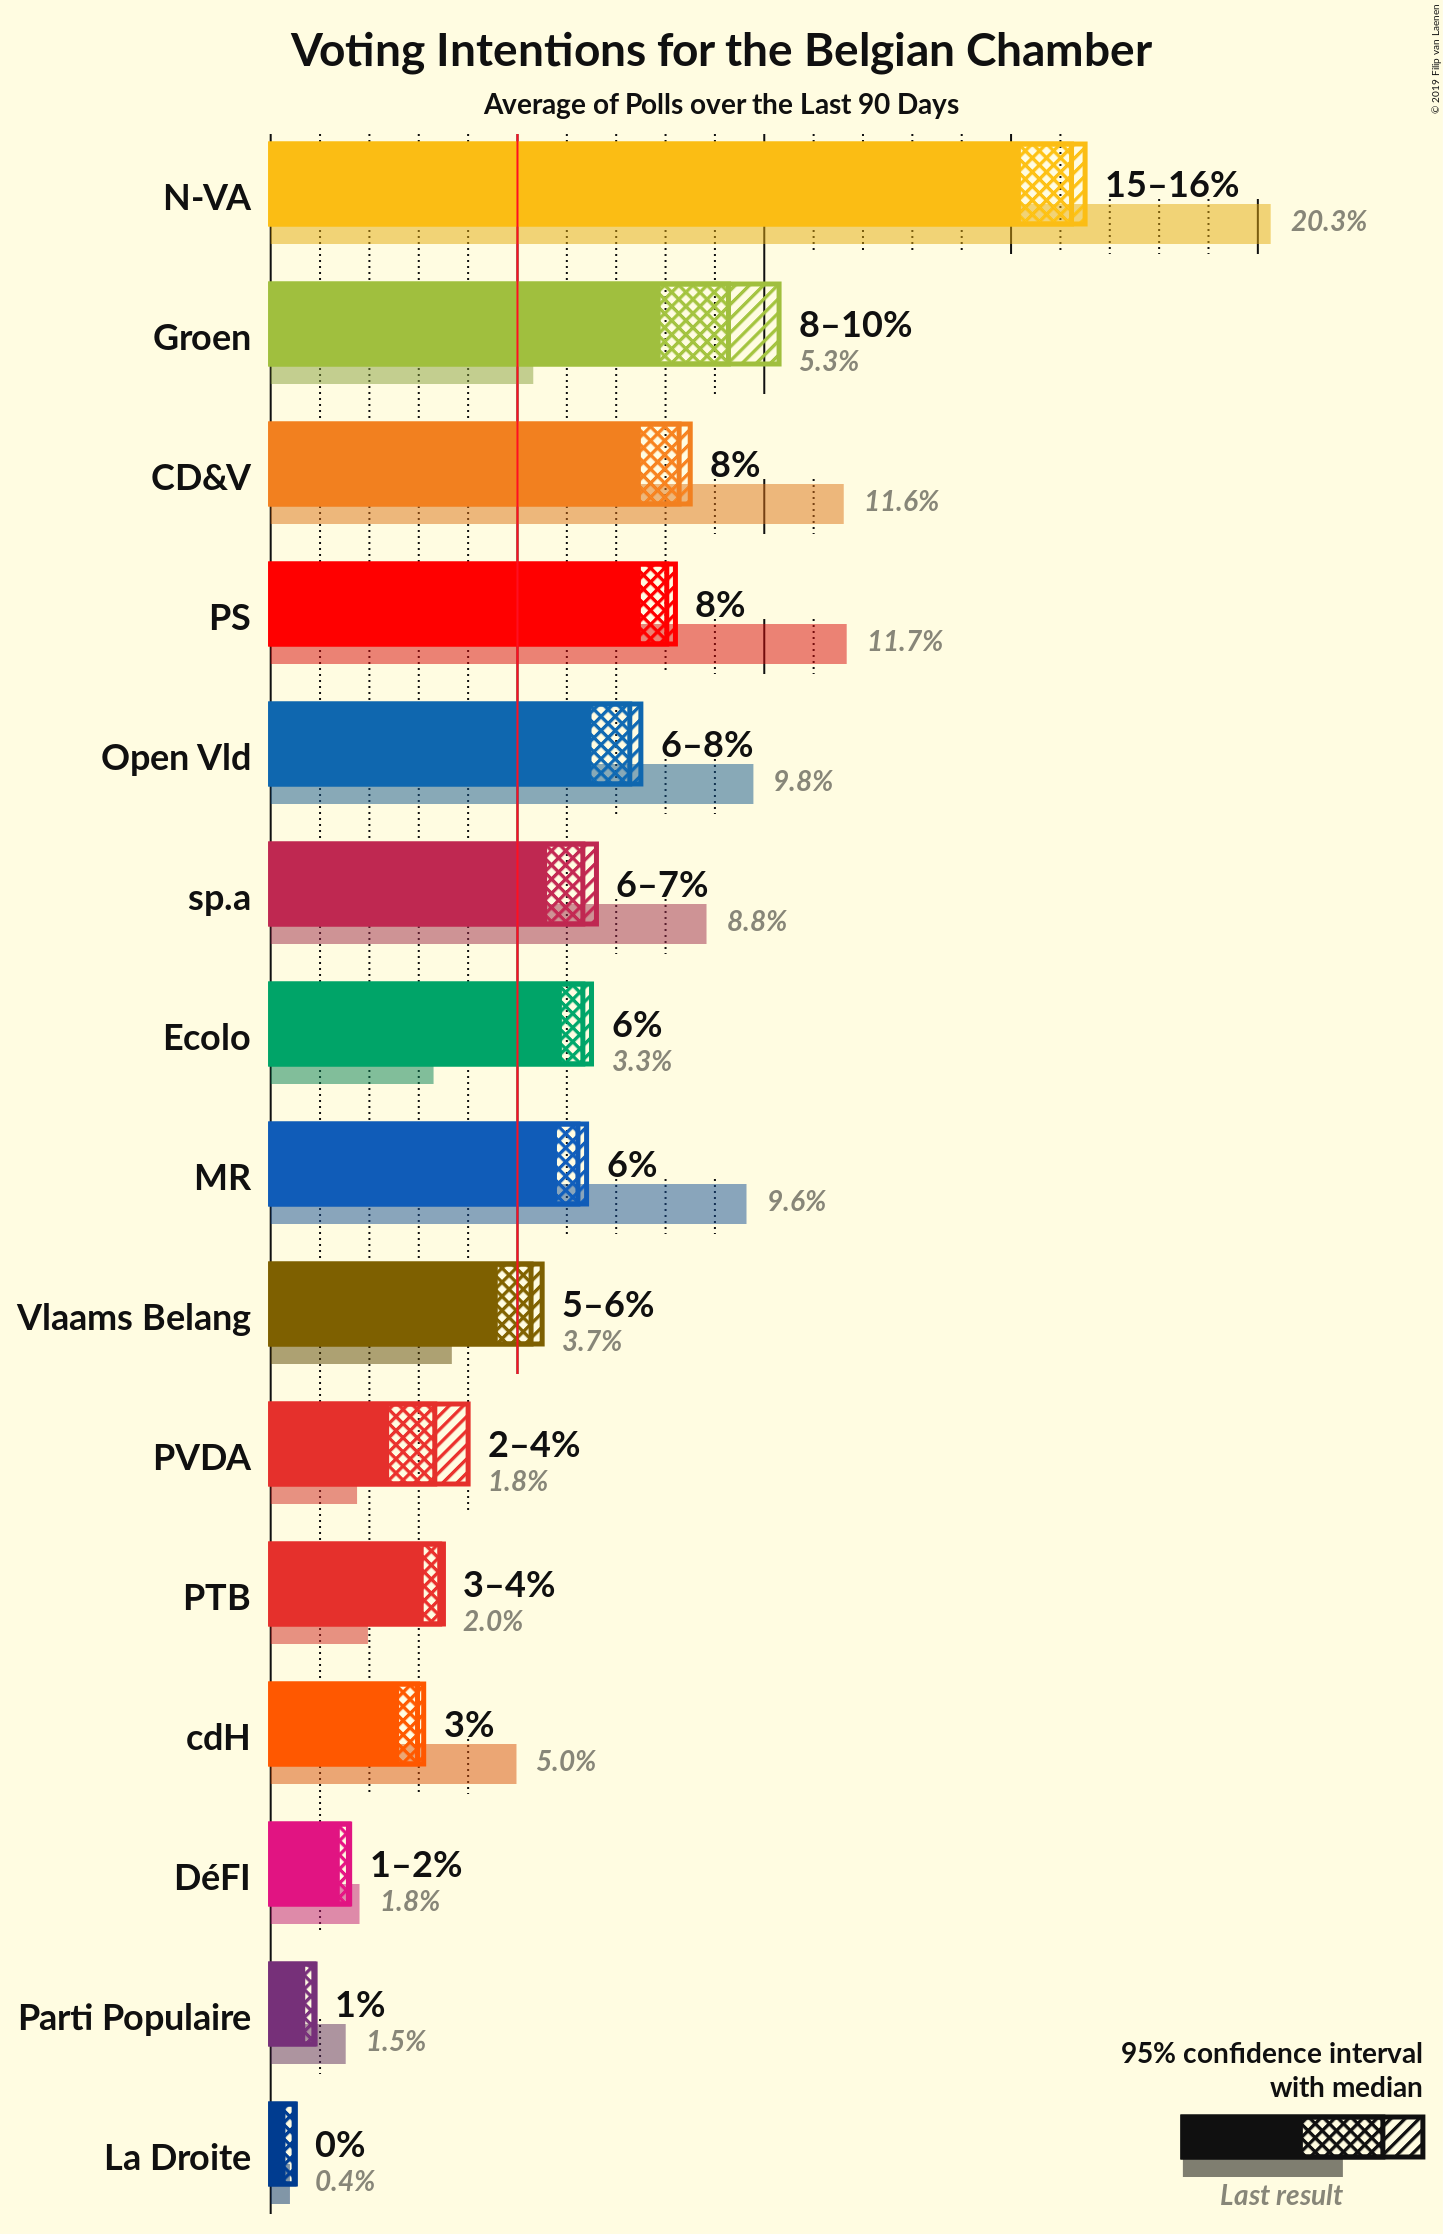 Voting Intentions for the Belgian Chamber
Average of Polls over the Last 90 Days
© 2019 Filip van Laenen
N-VA
15–16%
20.3%
Groen
8–10%
5.3%
CD&V
8%
11.6%
PS
8%
11.7%
Open Vld
6–8%
9.8%
sp.a
6–7%
8.8%
Ecolo
6%
3.3%
MR
6%
9.6%
Vlaams Belang
5–6%
3.7%
PVDA
2–4%
1.8%
PTB
3–4%
2.0%
cdH
3%
5.0%
DéFI
1–2%
1.8%
Parti Populaire
1%
1.5%
La Droite
0%
0.4%
95% confidence interval
with median
Last result